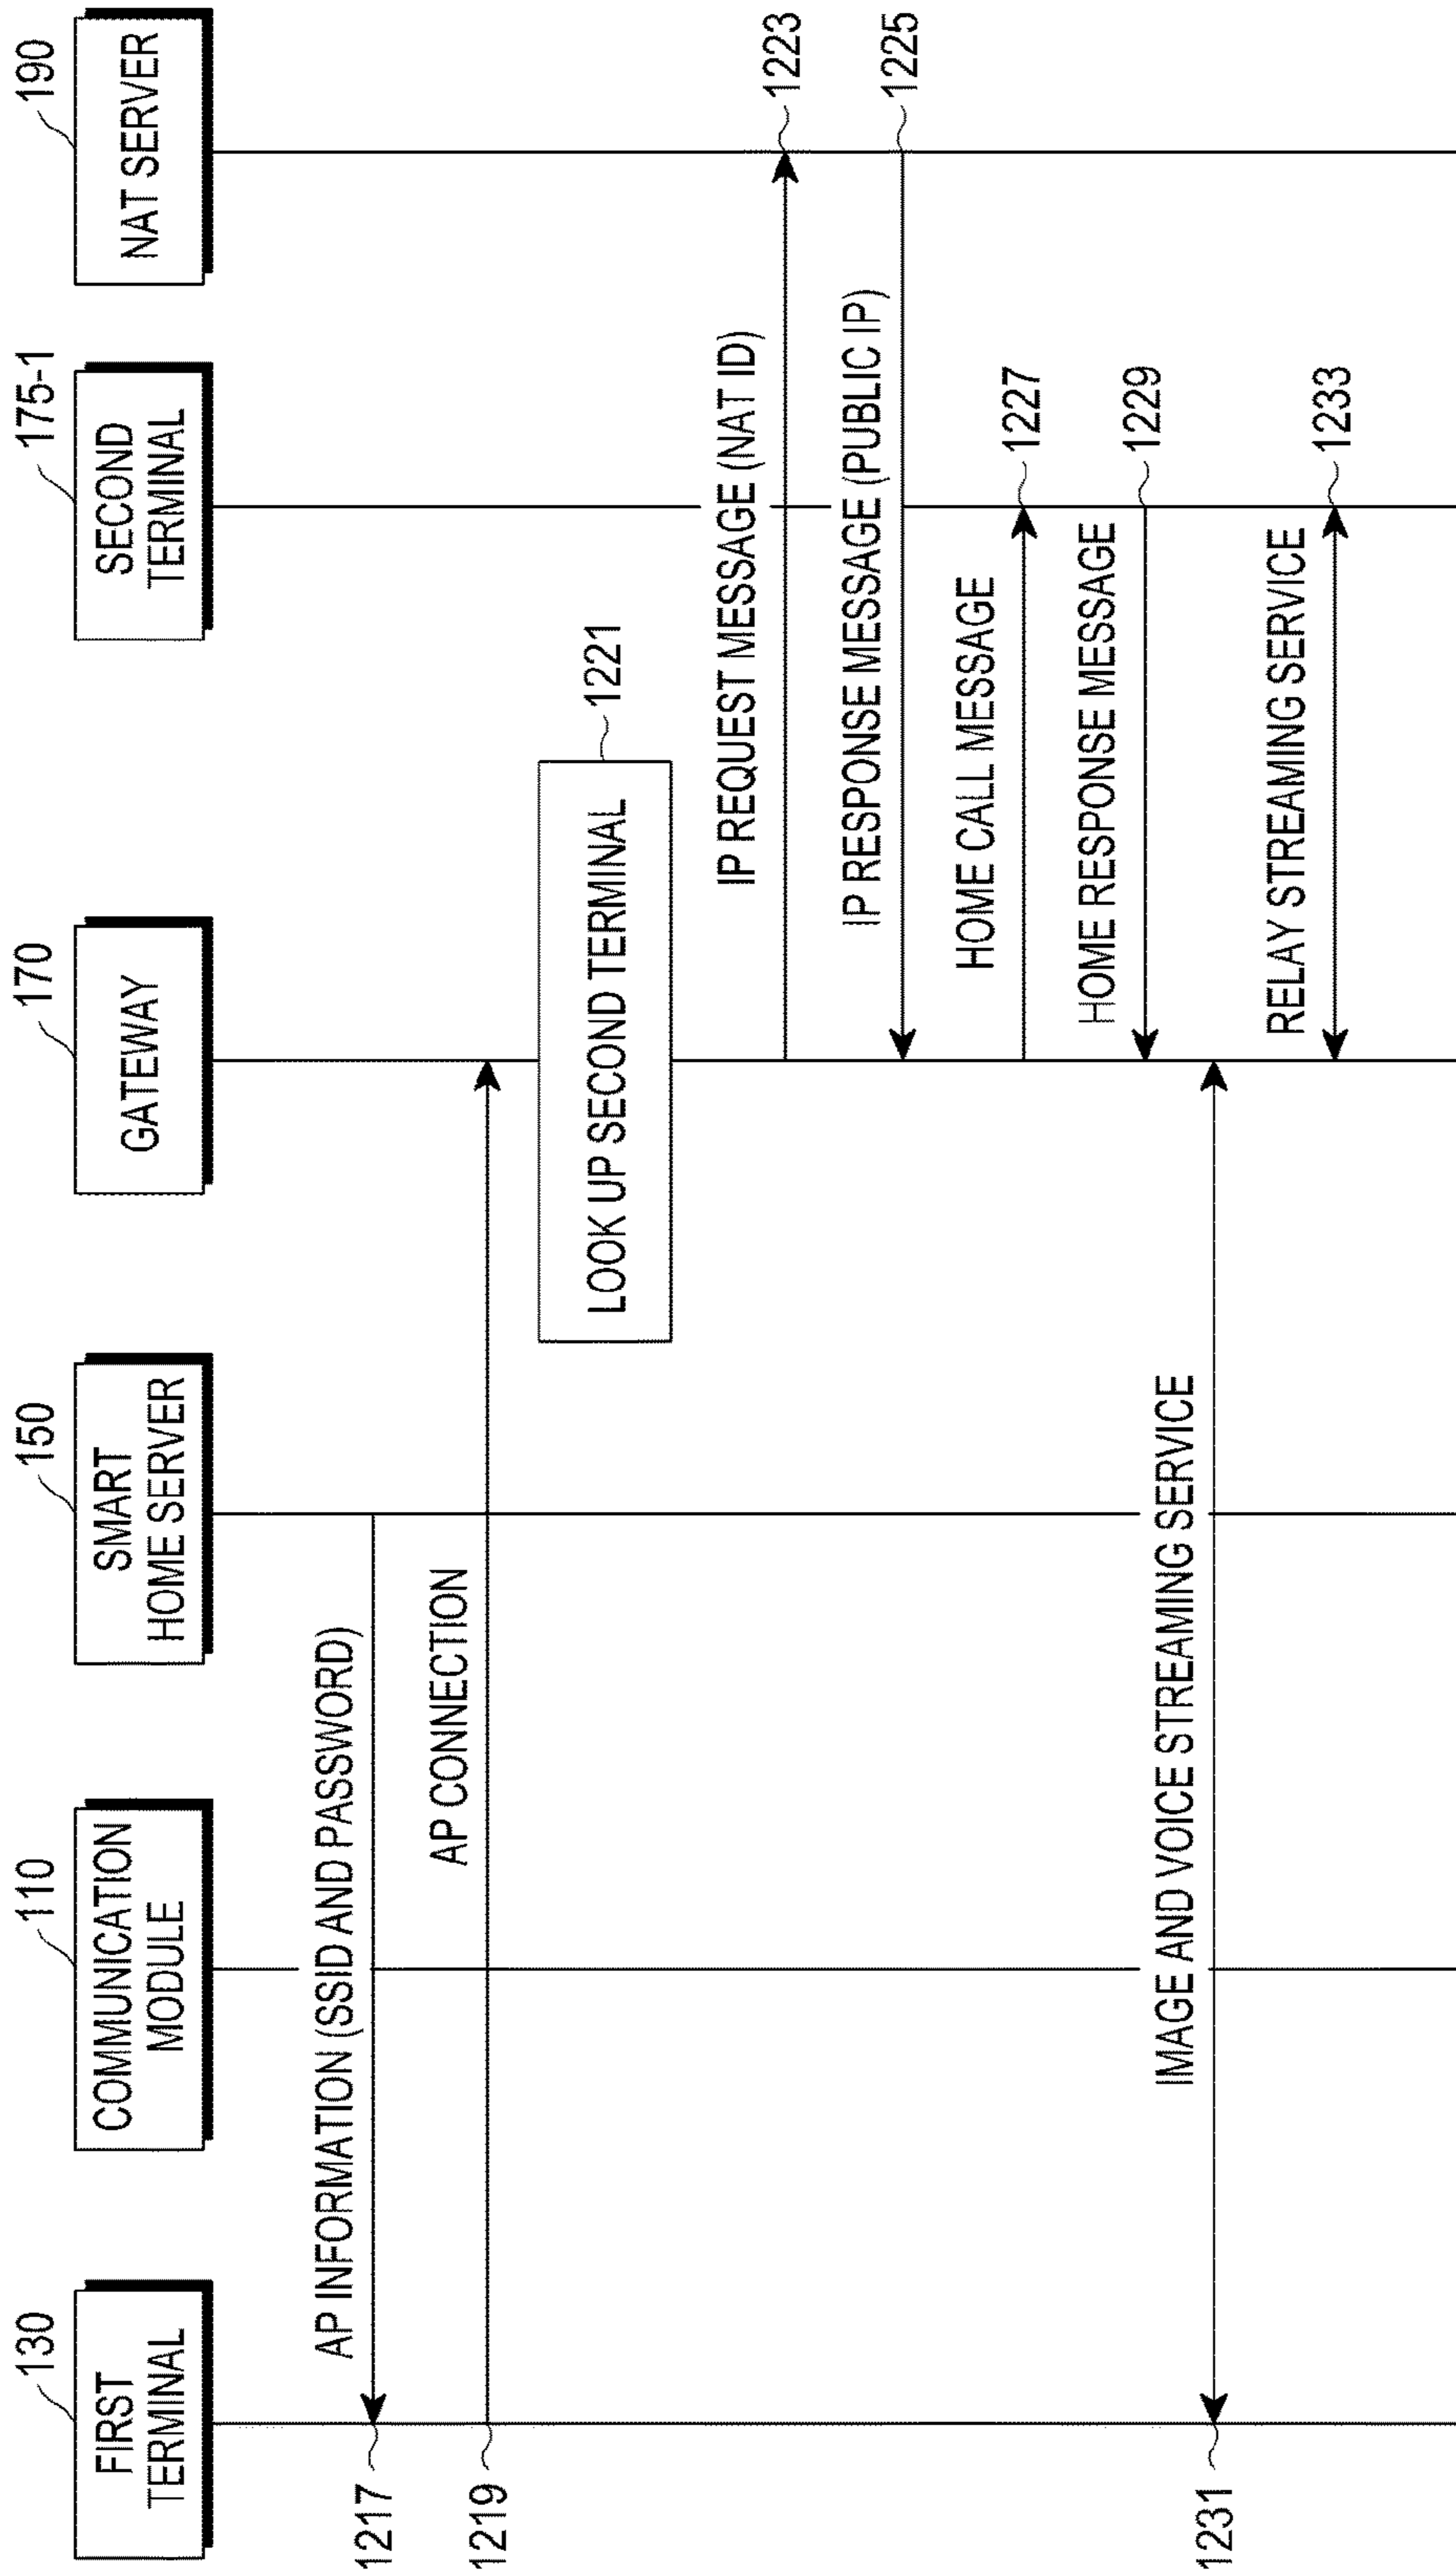 130
FIRST
TERMINAL
110
COMMUNICATION
MODULE
150
SMART
HOME SERVER
170
GATEWAY
175-1
SECOND
TERMINAL
190
NAT SERVER
AP INFORMATION (SSID AND PASSWORD)
1217
AP CONNECTION
1219
LOOK UP SECOND TERMINAL
1221
IP REQUEST MESSAGE (NAT ID)
1223
IP RESPONSE MESSAGE (PUBLIC IP)
1225
HOME CALL MESSAGE
1227
HOME RESPONSE MESSAGE
1229
IMAGE AND VOICE STREAMING SERVICE
1231
RELAY STREAMING SERVICE
1233